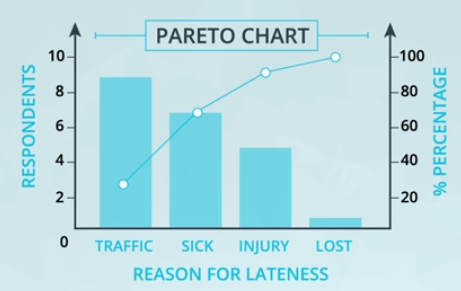 PARETO CHART
RESPONDENTS
10
8
6
4
2
0
100
80
60
40
20
% PERCENTAGE
TRAFFIC SICK INJURY LOST
REASON FOR LATENESS